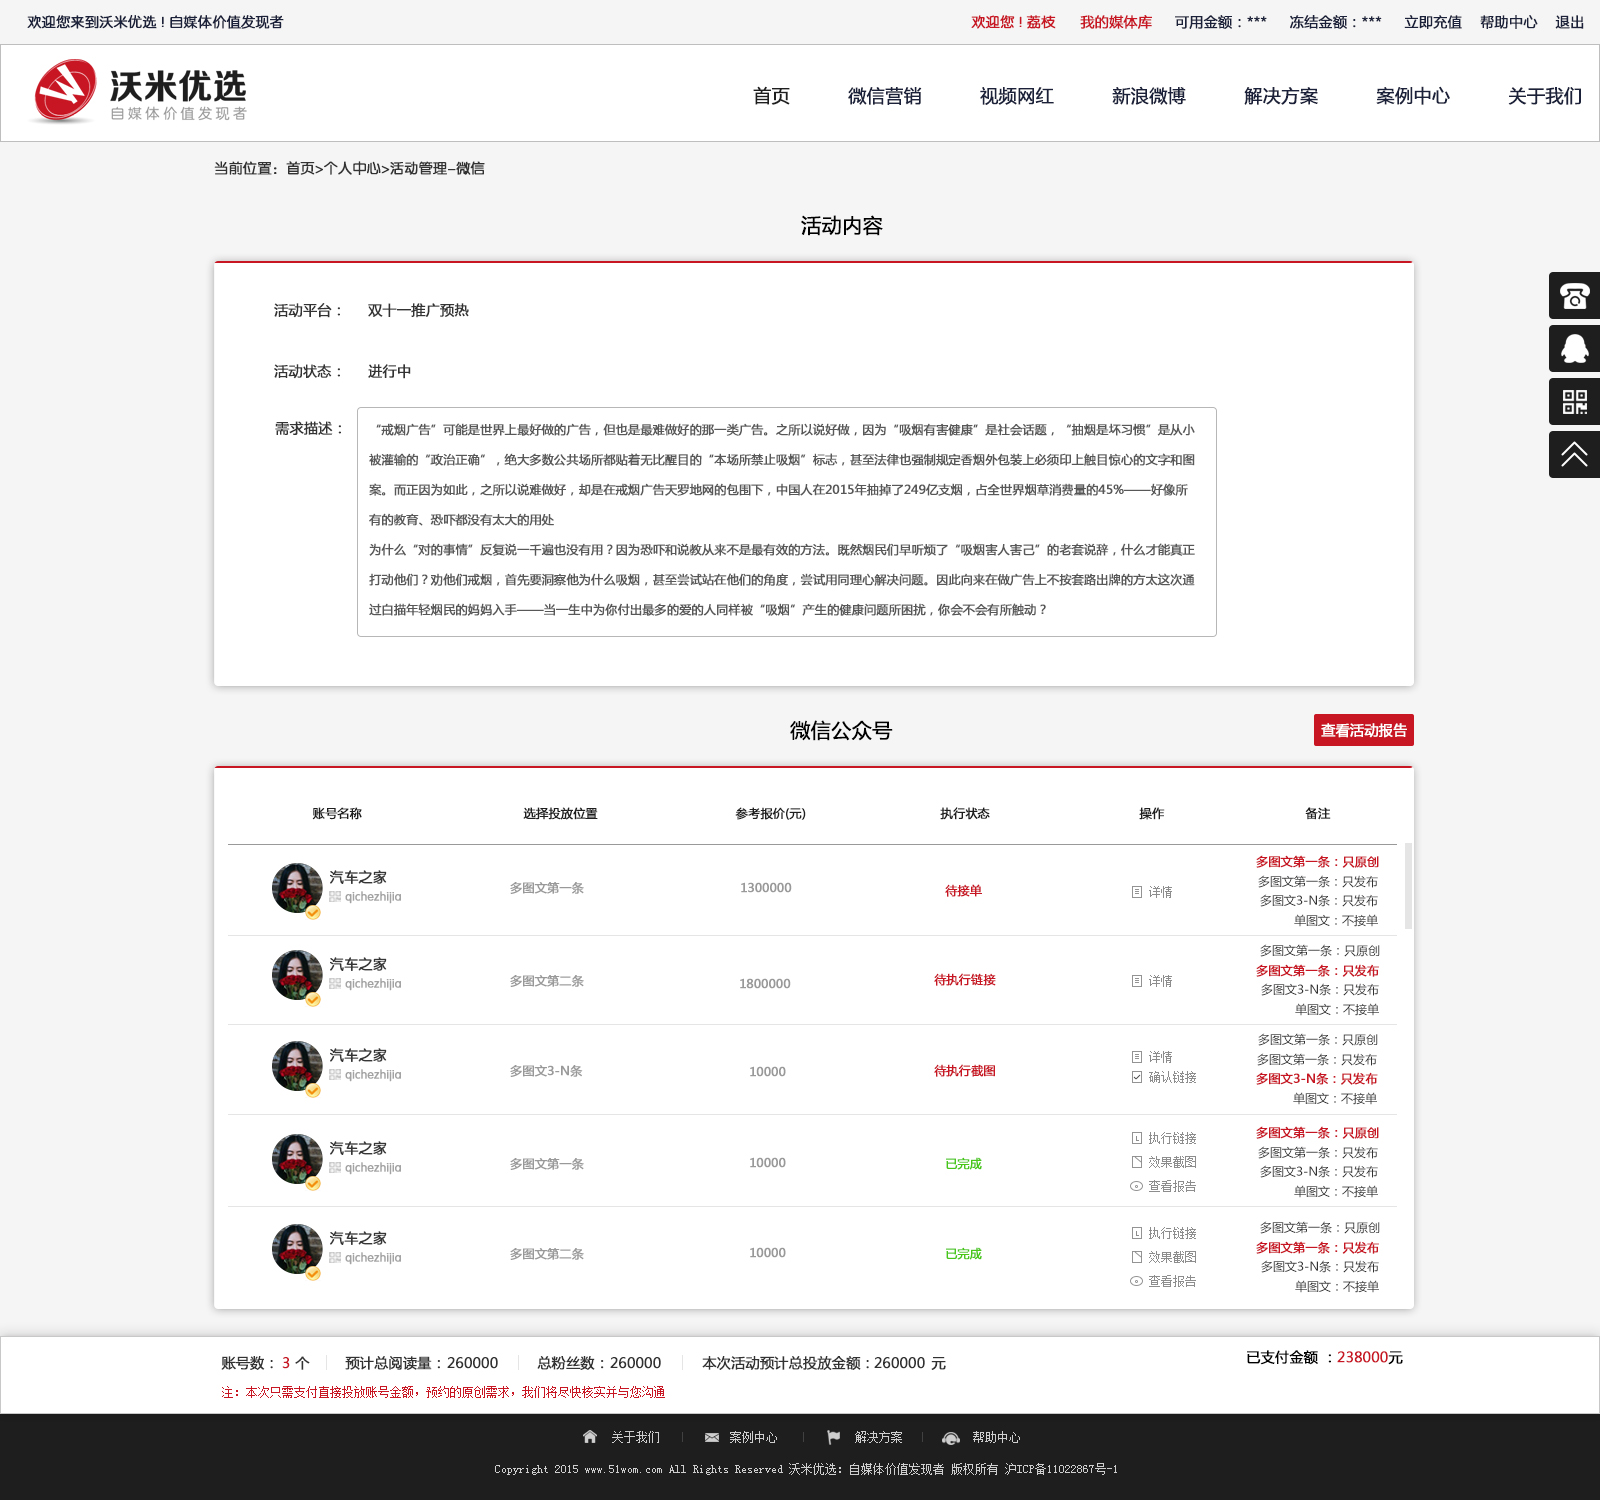 欢迎您来到沃米优选！自媒体价值发现者
欢迎您！荔枝 我的媒体库 可用金额：*** 冻结金额：*** 立即充值 帮助中心 退出
沃米优选
自媒体价值发现者
首页 微信营销 视频网红 新浪微博 解决方案 案例中心 关于我们
当前位置：首页>个人中心>活动管理-微信
活动内容
活动平台： 双十一推广预热
活动状态： 进行中
需求描述：
“戒烟广告”可能是世界上最好做的广告，但也是最难做好的那一类广告。之所以说好做，因为“吸烟有害健康”是社会话题，“抽烟是坏习惯”是从小
被灌输的“政治正确”，绝大多数公共场所都贴着无比醒目的“本场所禁止吸烟”标志，甚至法律也强制规定香烟外包装上必须印上触目惊心的文字和图
案。而正因为如此，之所以说难做好，却是在戒烟广告天罗地网的包围下，中国人在2015年抽掉了249亿支烟，占全世界烟草消费量的45%——好像所
有的教育、恐吓都没有太大的用处
为什么“对的事情”反复说一千遍也没有用？因为恐吓和说教从来不是最有效的方法。既然烟民们早听烦了“吸烟害人害己”的老套说辞，什么才能真正
打动他们？劝他们戒烟，首先要洞察他为什么吸烟，甚至尝试站在他们的角度，尝试用同理心解决问题。因此向来在做广告上不按套路出牌的方太这次通
过白描年轻烟民的妈妈入手——当一生中为你付出最多的爱的人同样被“吸烟”产生的健康问题所困扰，你会不会有所触动？
微信公众号
查看活动报告
账号名称 选择投放位置 参考报价(元) 执行状态 操作 备注
汽车之家
qichezhijia
多图文第一条
1300000
待接单
详情
多图文第一条：只原创
多图文第一条：只发布
多图文3-N条：只发布
单图文：不接单
汽车之家
qichezhijia
多图文第二条
1800000
待执行链接
详情
多图文第一条：只原创
多图文第一条：只发布
多图文3-N条：只发布
单图文：不接单
汽车之家
qichezhijia
多图文3-N条
10000
待执行截图
详情
确认链接
多图文第一条：只原创
多图文第一条：只发布
多图文3-N条：只发布
单图文：不接单
汽车之家
qichezhijia
多图文第一条
10000
已完成
执行链接
效果截图
查看报告
多图文第一条：只原创
多图文第一条：只发布
多图文3-N条：只发布
单图文：不接单
汽车之家
qichezhijia
多图文第二条
10000
已完成
执行链接
效果截图
查看报告
多图文第一条：只原创
多图文第一条：只发布
多图文3-N条：只发布
单图文：不接单
账号数：3 个 预计总阅读量：260000 总粉丝数：260000 本次活动预计总投放金额：260000 元 已支付金额 ：238000元
注：本次只需支付直接投放账号金额，预约的原创需求，我们将尽快核实并与您沟通
关于我们 案例中心 解决方案 帮助中心
Copyright 2015 www.51wom.com All Rights Reserved 沃米优选：自媒体价值发现者 版权所有 沪ICP备11022867号-1